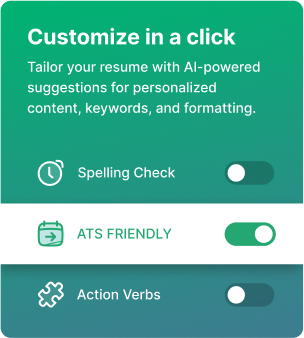 Customize in a click
Tailor your resume with AI-powered
suggestions for personalized
content, keywords, and formatting.
Spelling Check
ATS FRIENDLY
Action Verbs